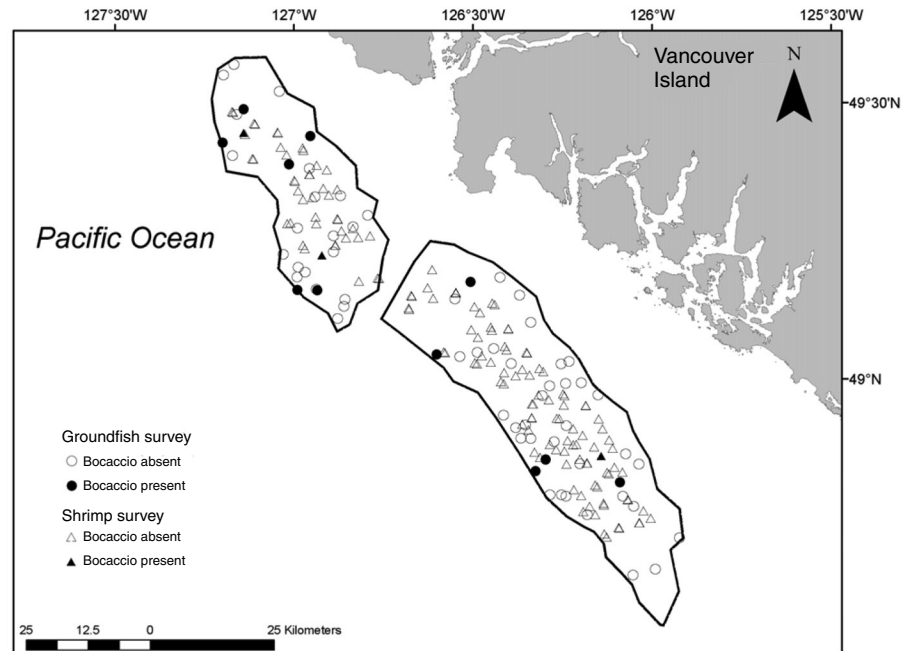 127°30'W 127°W 126°30'W 126°W 125°30'W
Vancouver
Island
N
49°30'N
Pacific Ocean
49°N
Groundfish survey
Bocaccio absent
Bocaccio present
Shrimp survey
Bocaccio absent
Bocaccio present
25 12.5 0 25 Kilometers